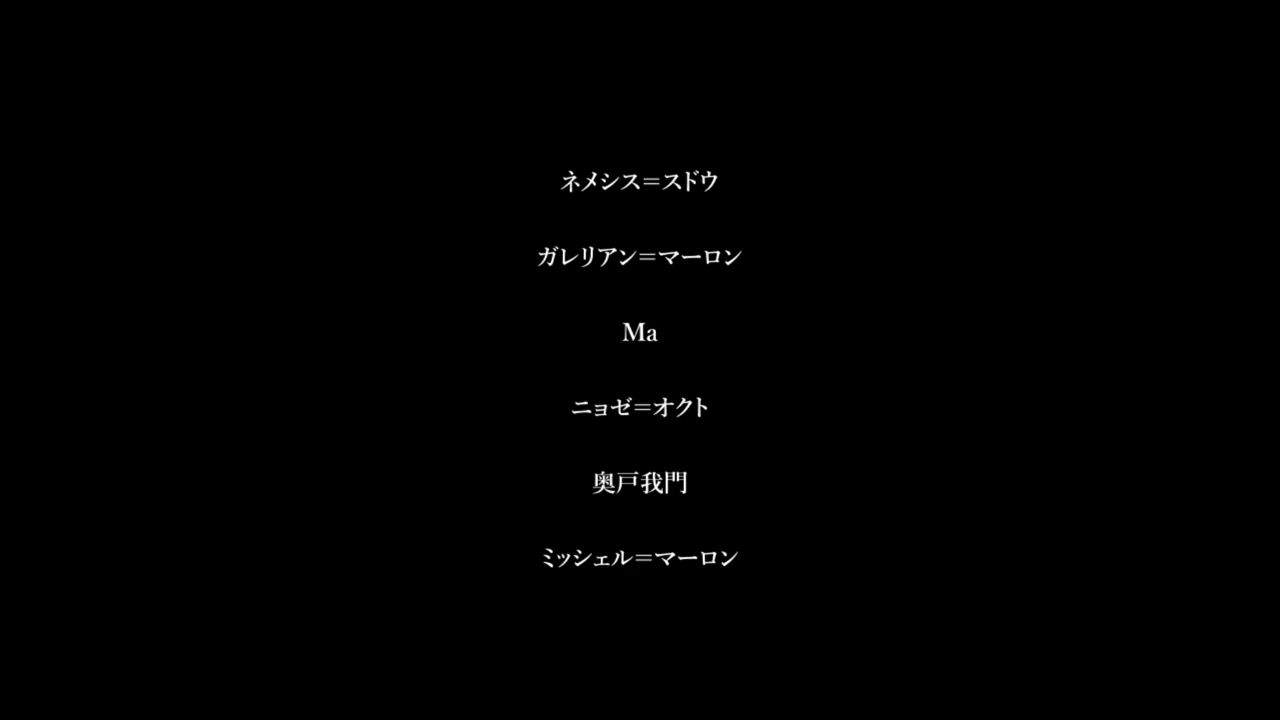 ネメシス＝スドウ
ガレリアン＝マーロン
Ma
ニョゼ＝オクト
奥戸我門
ミッシェル＝マーロン